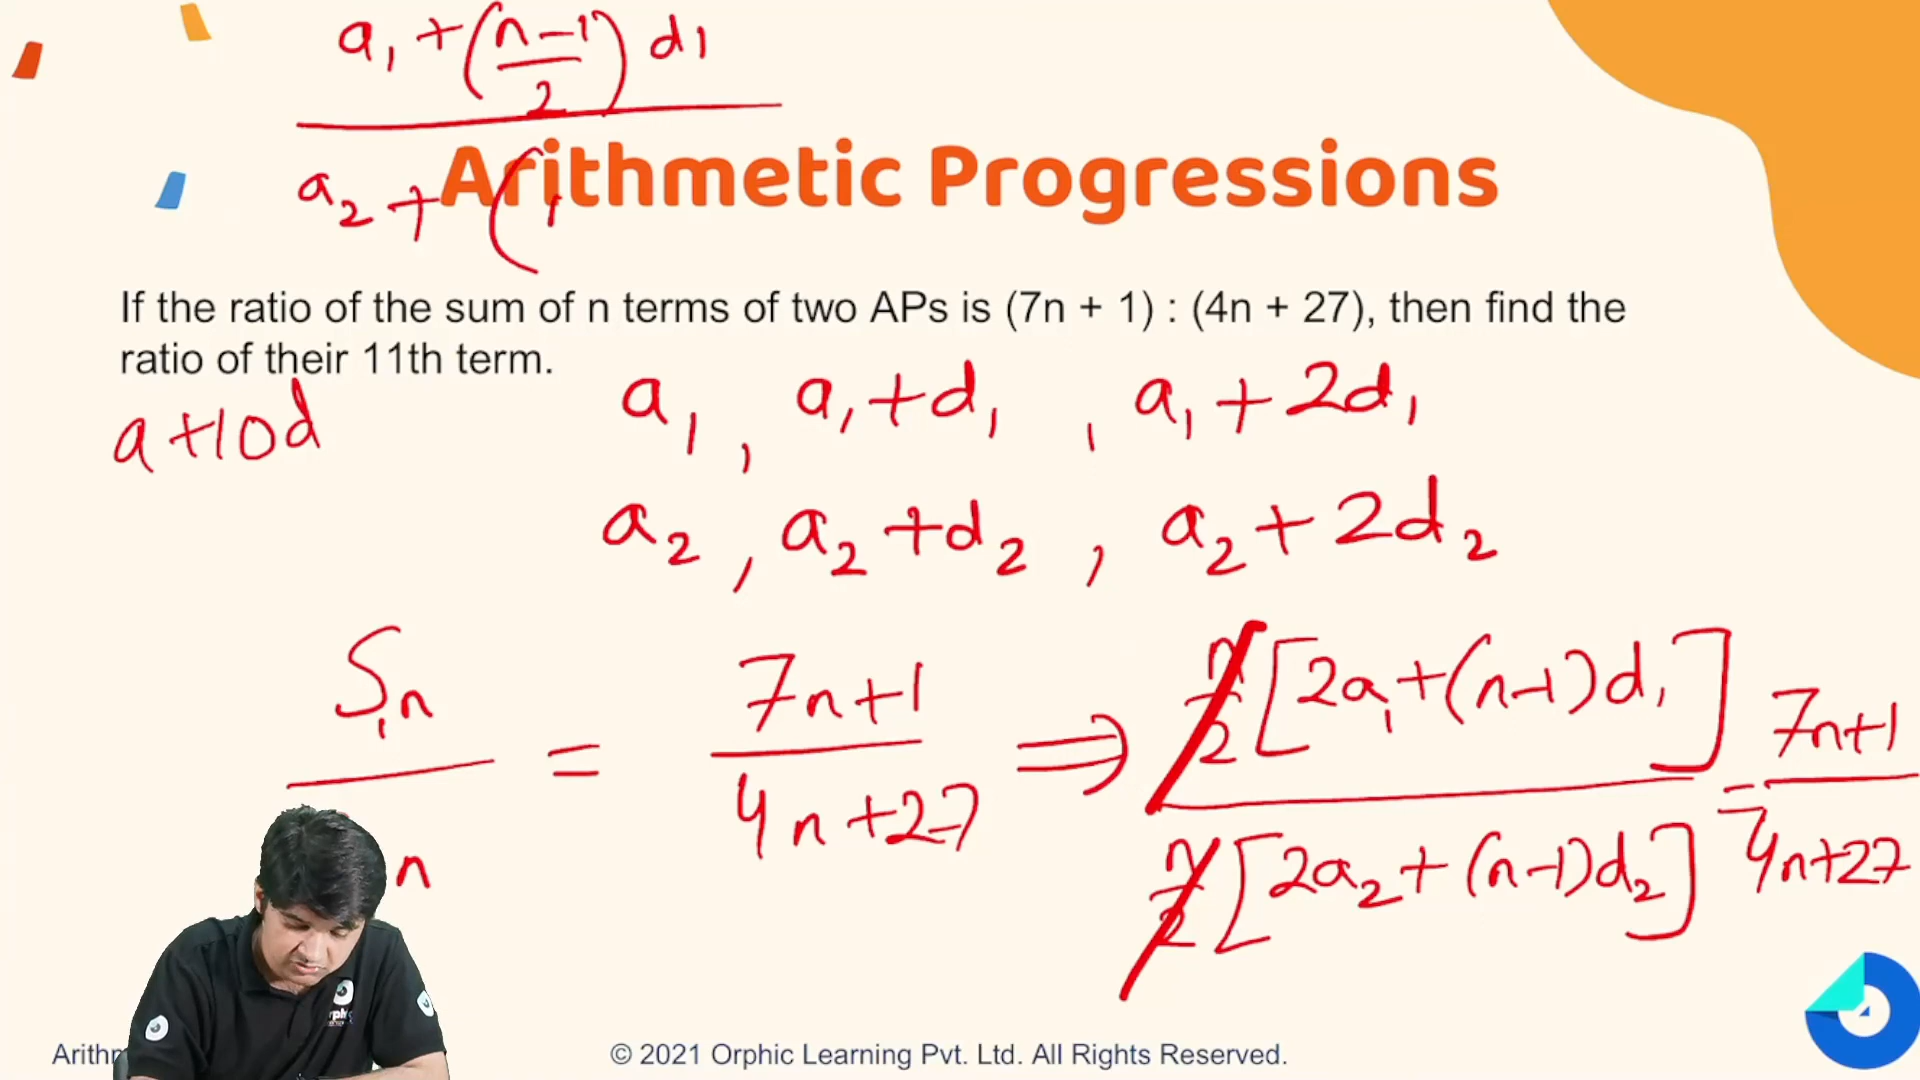 a₁ + (n-1/2) d₁
a₂ + (
Arithmetic Progressions
If the ratio of the sum of n terms of two APs is (7n + 1) : (4n + 27), then find the
ratio of their 11th term.
a+10d
a₁, a₁+d₁, a₁+2d₁
a₂, a₂+d₂, a₂+2d₂
S₁n = 7n+1 ⇒ n/2 [2a₁+(n-1)d₁] = 7n+1
n 4n+27 n/2 [2a₂+(n-1)d₂] 4n+27
© 2021 Orphic Learning Pvt. Ltd. All Rights Reserved.